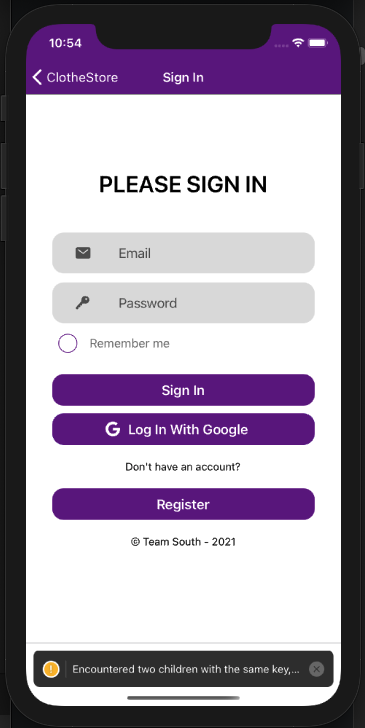 10:54
ClotheStore Sign In
PLEASE SIGN IN
Email
Password
Remember me
Sign In
G Log In With Google
Don't have an account?
Register
© Team South - 2021
! Encountered two children with the same key,...